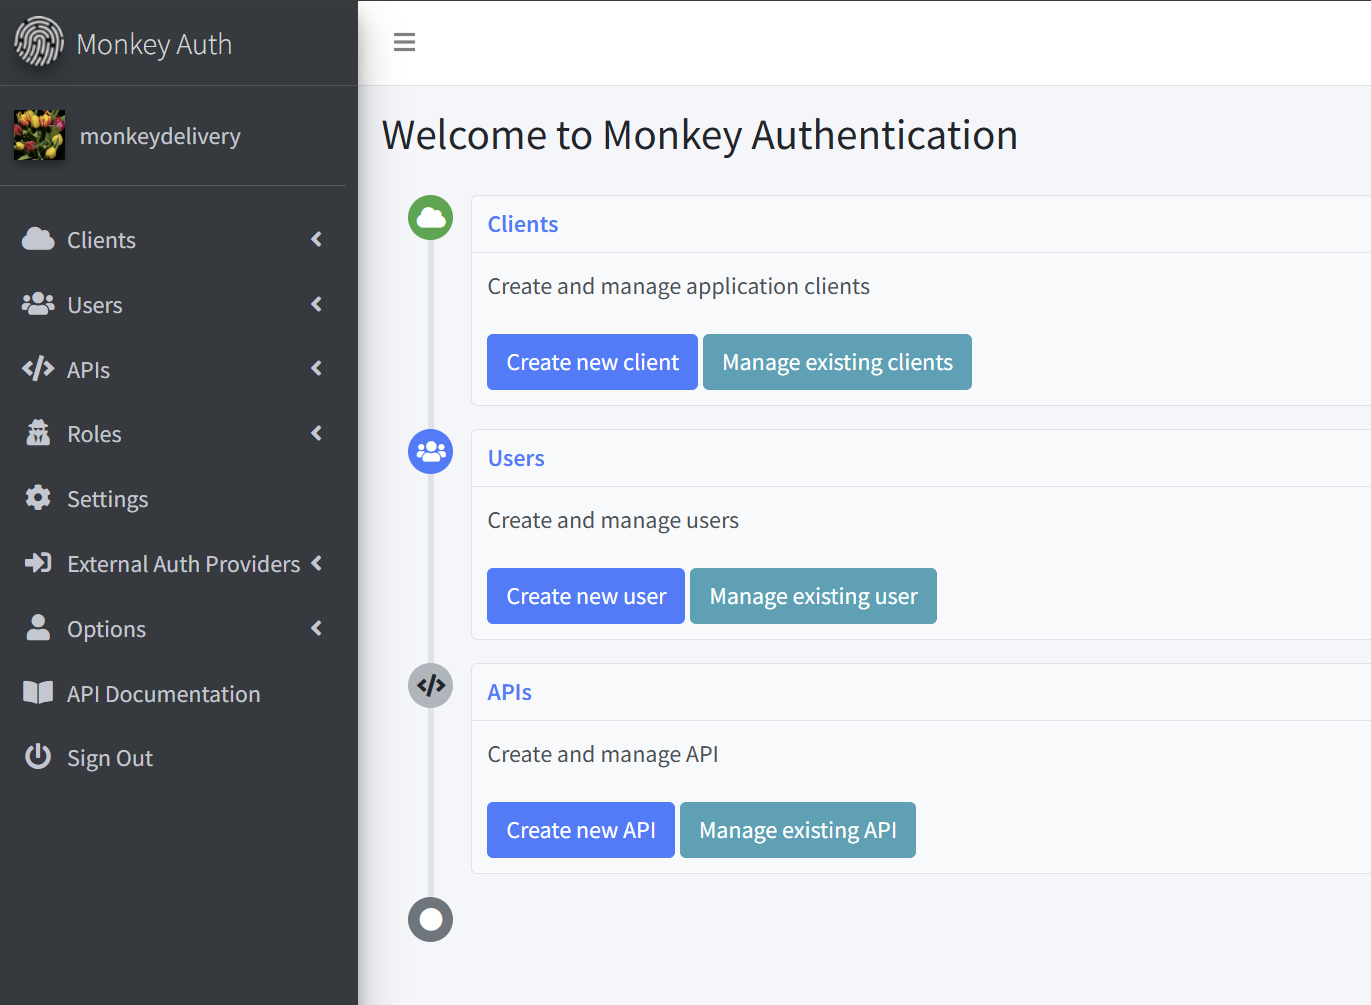 Monkey Auth
monkeydelivery
Clients
Users
APIs
Roles
Settings
External Auth Providers
Options
API Documentation
Sign Out
Welcome to Monkey Authentication
Clients
Create and manage application clients
Create new client Manage existing clients
Users
Create and manage users
Create new user Manage existing user
APIs
Create and manage API
Create new API Manage existing API